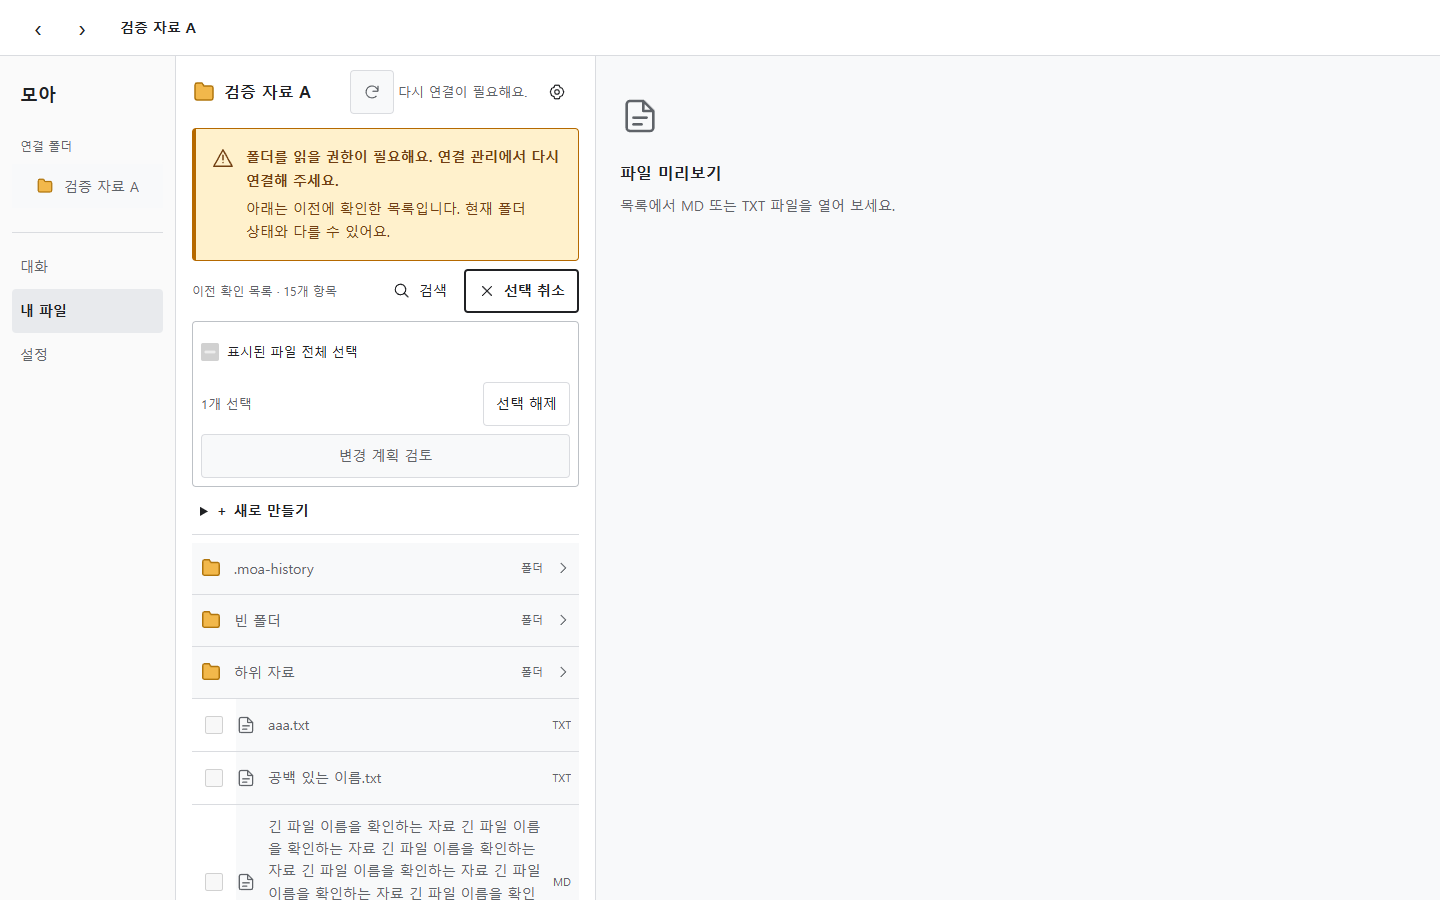 검증 자료 A
모아
연결 폴더
검증 자료 A
대화
내 파일
설정
검증 자료 A
다시 연결이 필요해요.
폴더를 읽을 권한이 필요해요. 연결 관리에서 다시
연결해 주세요.
아래는 이전에 확인한 목록입니다. 현재 폴더
상태와 다를 수 있어요.
이전 확인 목록 · 15개 항목
검색
선택 취소
표시된 파일 전체 선택
1개 선택
선택 해제
변경 계획 검토
+ 새로 만들기
.moa-history 폴더
빈 폴더 폴더
하위 자료 폴더
aaa.txt TXT
공백 있는 이름.txt TXT
긴 파일 이름을 확인하는 자료 긴 파일 이름
을 확인하는 자료 긴 파일 이름을 확인하는
자료 긴 파일 이름을 확인하는 자료 긴 파일
이름을 확인하는 자료 긴 파일 이름을 확인
MD
파일 미리보기
목록에서 MD 또는 TXT 파일을 열어 보세요.